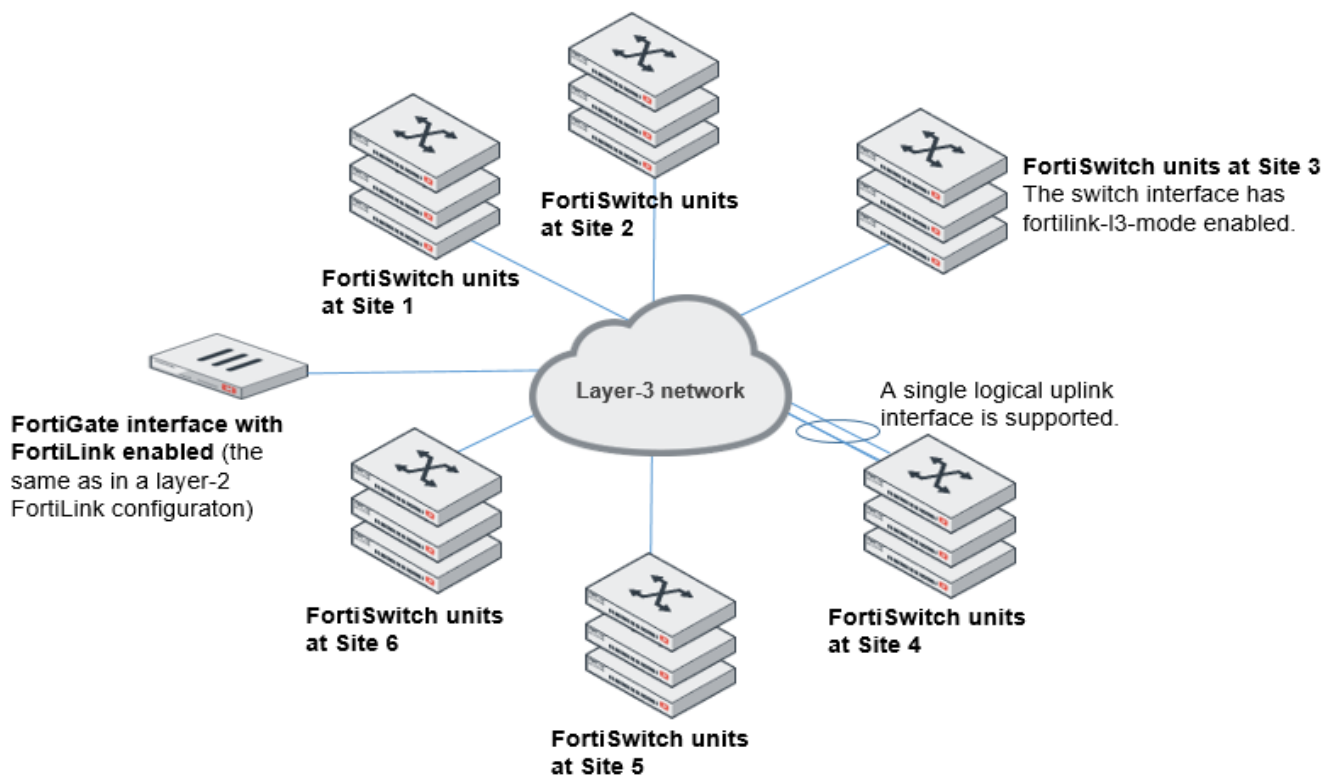 FortiSwitch units
at Site 2
FortiSwitch units at Site 3
The switch interface has
fortilink-l3-mode enabled.
FortiSwitch units
at Site 1
Layer-3 network
A single logical uplink
interface is supported.
FortiGate interface with
FortiLink enabled (the
same as in a layer-2
FortiLink configuraton)
FortiSwitch units
at Site 6
FortiSwitch units
at Site 4
FortiSwitch units
at Site 5